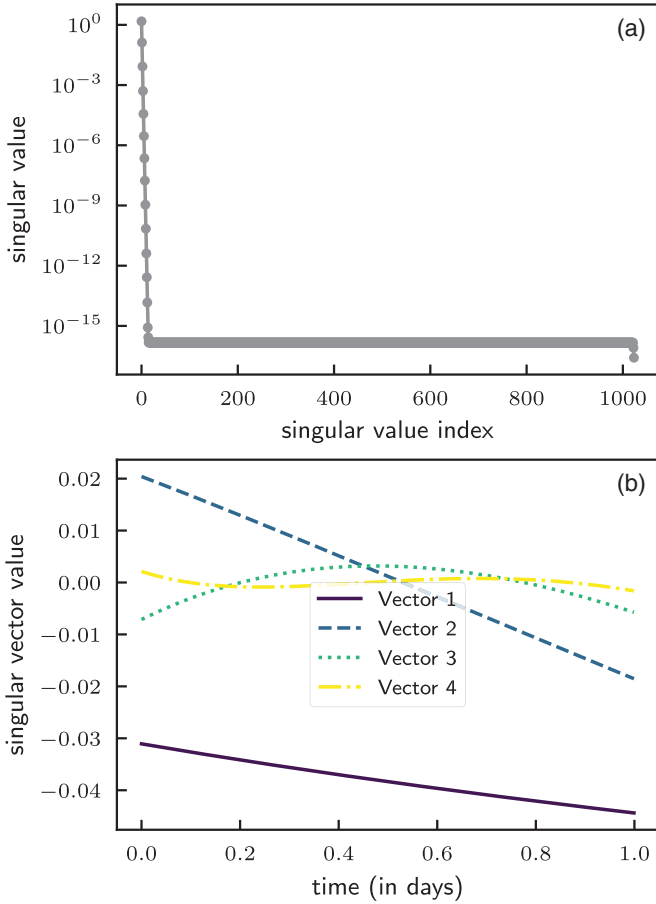 (a)
10⁰
10⁻³
10⁻⁶
10⁻⁹
10⁻¹²
10⁻¹⁵
singular value
0 200 400 600 800 1000
singular value index
(b)
0.02
0.01
0.00
−0.01
−0.02
−0.03
−0.04
singular vector value
Vector 1
Vector 2
Vector 3
Vector 4
0.0 0.2 0.4 0.6 0.8 1.0
time (in days)